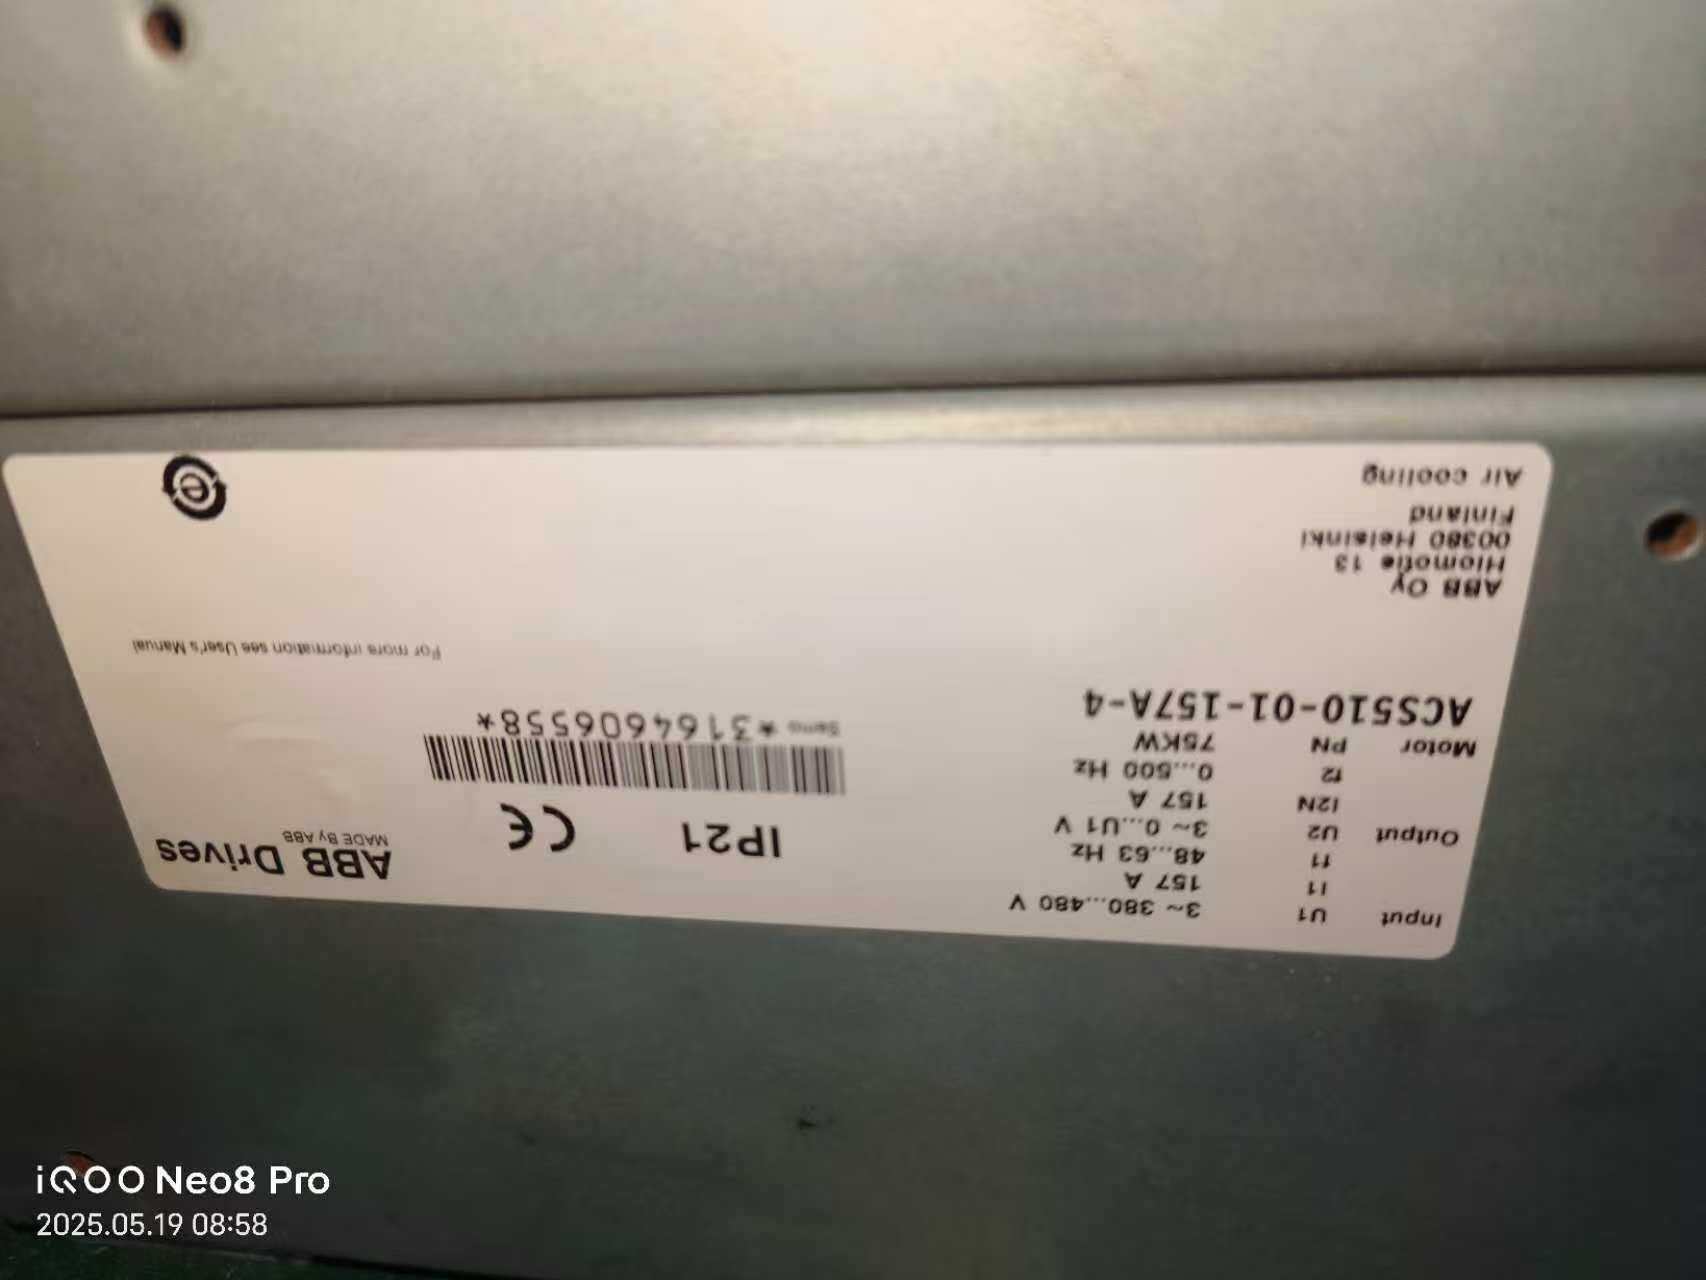 Input U1 3~ 380...480 V
I1 157 A
f1 48...63 Hz
Output U2 3~ 0...U1 V
I2N 157 A
f2 0...500 Hz
Motor PN 75KW
ACS510-01-157A-4
ABB Oy
Hiomotie 13
00380 Helsinki
Finland
Air cooling
IP21 CE
*3164606558*
ABB Drives
MADE By ABB
For more information see User's Manual
e
iQOO Neo8 Pro
2025.05.19 08:58